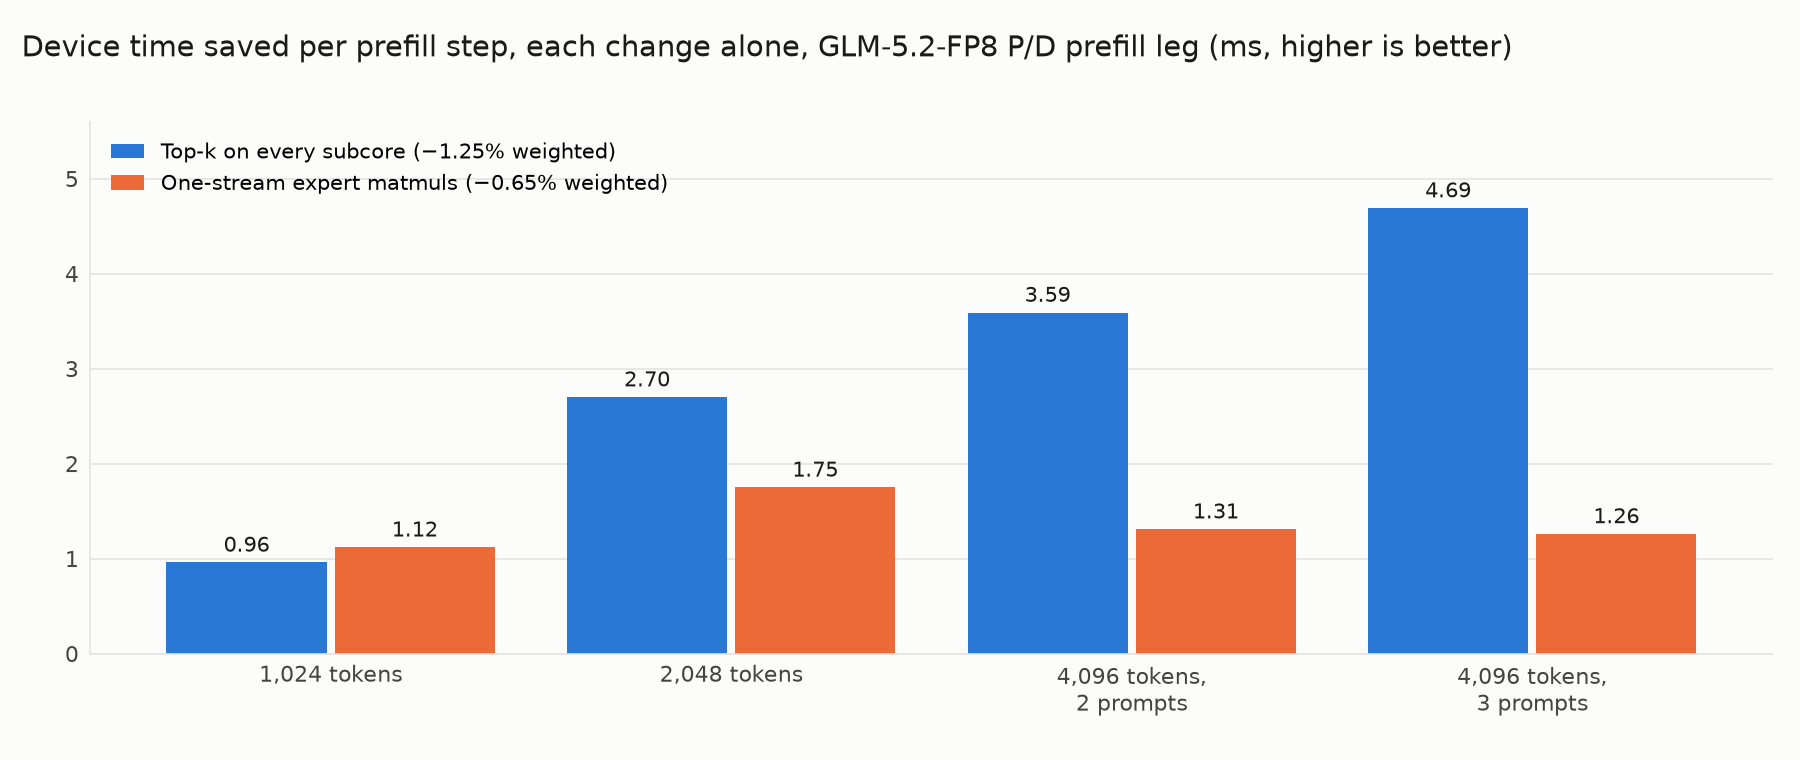 Device time saved per prefill step, each change alone, GLM-5.2-FP8 P/D prefill leg (ms, higher is better)
Top-k on every subcore (−1.25% weighted)
One-stream expert matmuls (−0.65% weighted)
5
4
3
2
1
0
0.96
1.12
2.70
1.75
3.59
1.31
4.69
1.26
1,024 tokens
2,048 tokens
4,096 tokens,
2 prompts
4,096 tokens,
3 prompts